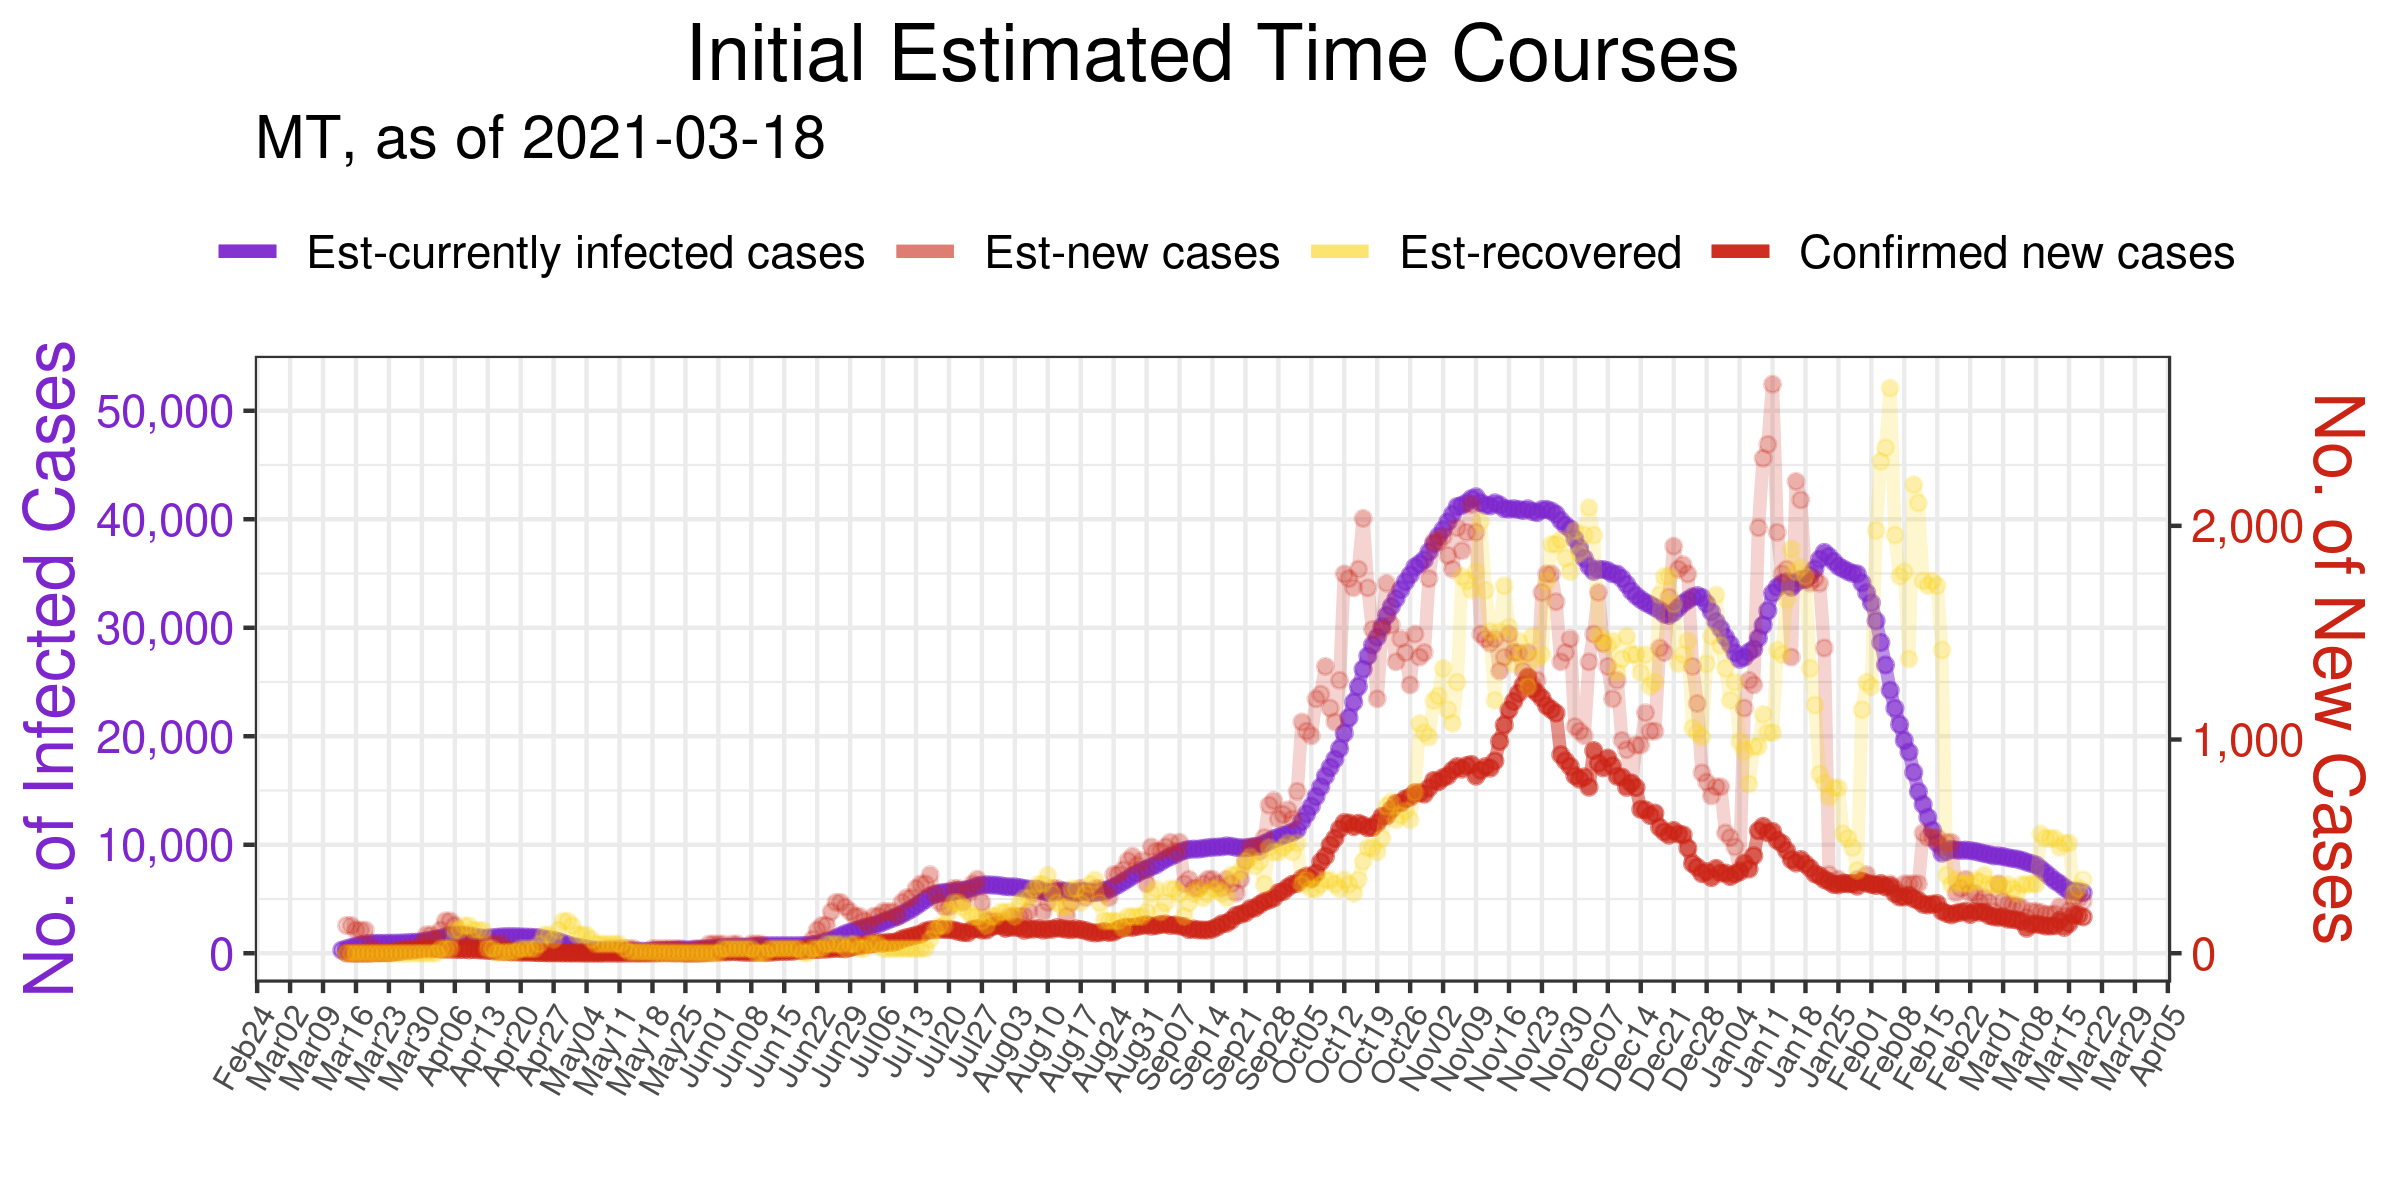 Initial Estimated Time Courses
MT, as of 2021-03-18
Est-currently infected cases Est-new cases Est-recovered Confirmed new cases
No. of Infected Cases
50,000
40,000
30,000
20,000
10,000
0
2,000
1,000
0
No. of New Cases
Feb24 Mar02 Mar09 Mar16 Mar23 Mar30 Apr06 Apr13 Apr20 Apr27 May04 May11 May18 May25 Jun01 Jun08 Jun15 Jun22 Jun29 Jul06 Jul13 Jul20 Jul27 Aug03 Aug10 Aug17 Aug24 Aug31 Sep07 Sep14 Sep21 Sep28 Oct05 Oct12 Oct19 Oct26 Nov02 Nov09 Nov16 Nov23 Nov30 Dec07 Dec14 Dec21 Dec28 Jan04 Jan11 Jan18 Jan25 Feb01 Feb08 Feb15 Feb22 Mar01 Mar08 Mar15 Mar22 Mar29 Apr05